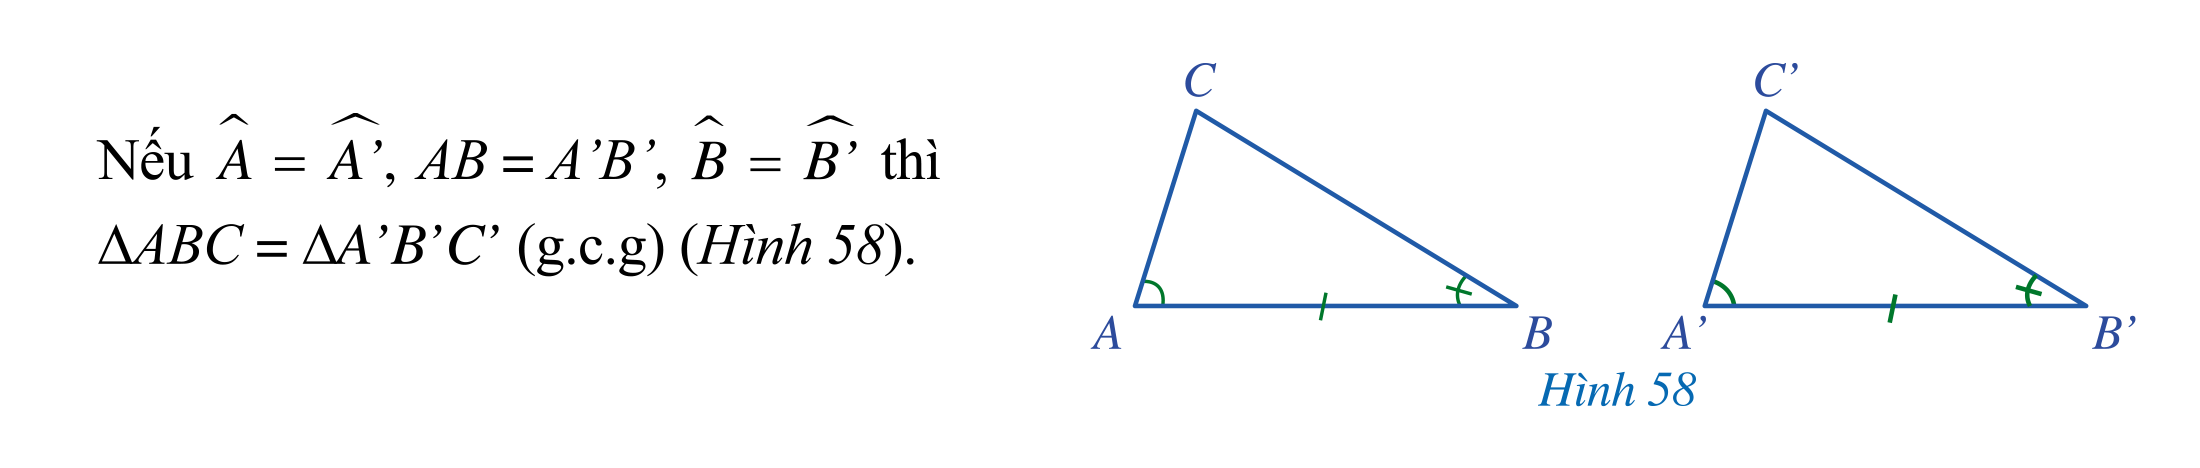 Nếu Â = Â’, AB = A’B’, B̂ = B̂’ thì
ΔABC = ΔA’B’C’ (g.c.g) (Hình 58).
C
C’
A
B
A’
B’
Hình 58